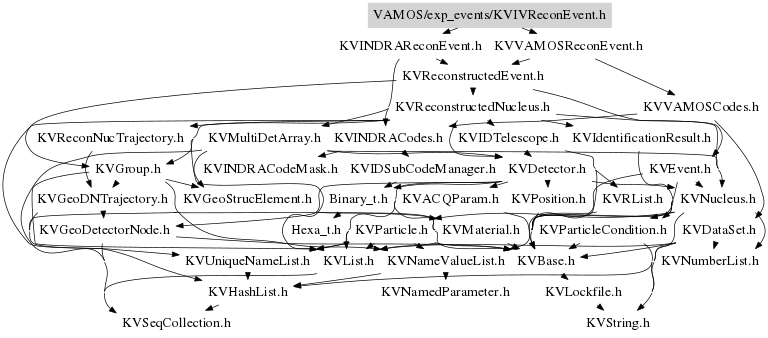 VAMOS/exp_events/KVIVReconEvent.h
KVINDRAReconEvent.h KVVAMOSReconEvent.h
KVReconstructedEvent.h
KVReconstructedNucleus.h KVVAMOSCodes.h
KVReconNucTrajectory.h KVMultiDetArray.h KVINDRACodes.h KVIDTelescope.h KVIdentificationResult.h
KVGroup.h KVINDRACodeMask.h KVIDSubCodeManager.h KVDetector.h KVEvent.h
KVGeoDNTrajectory.h KVGeoStrucElement.h Binary_t.h KVACQParam.h KVPosition.h KVRList.h KVNucleus.h
KVGeoDetectorNode.h Hexa_t.h KVParticle.h KVMaterial.h KVParticleCondition.h KVDataSet.h
KVUniqueNameList.h KVList.h KVNameValueList.h KVBase.h KVNumberList.h
KVHashList.h KVNamedParameter.h KVLockfile.h
KVSeqCollection.h KVString.h